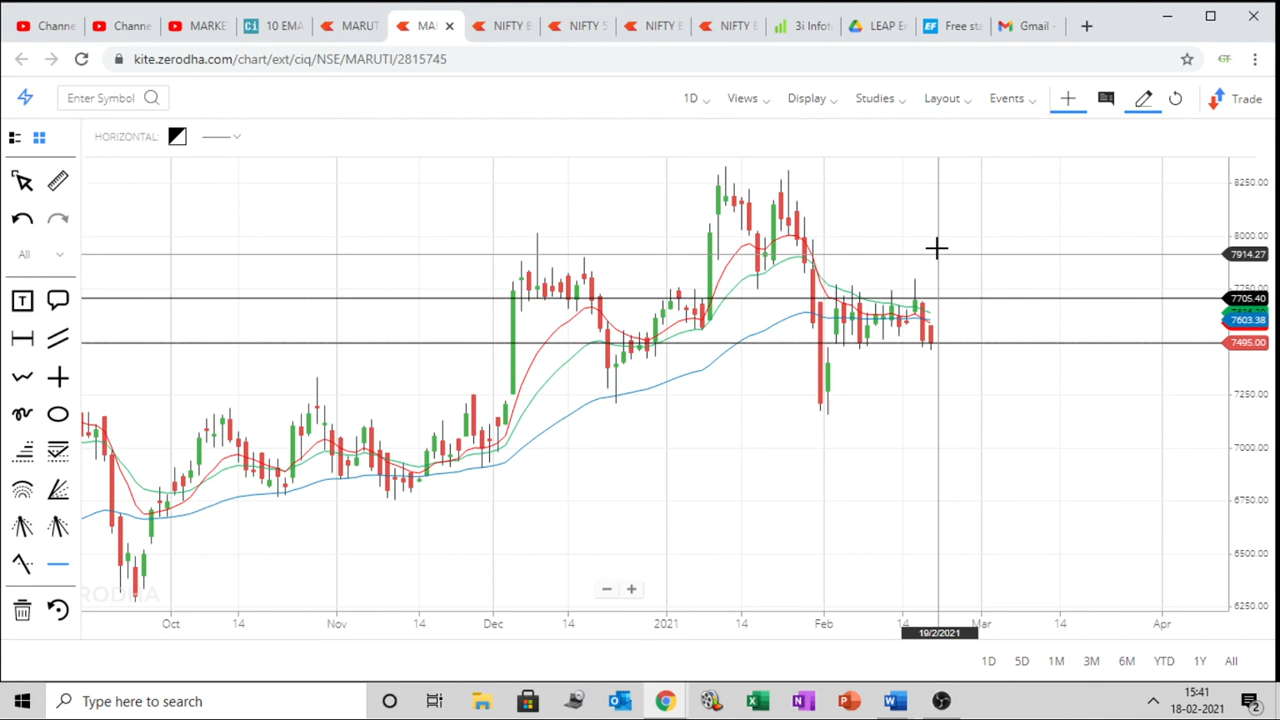 Channe
Channe
MARKE
10 EMA
MARUT
MA
NIFTY B
NIFTY 5
NIFTY B
NIFTY B
3i Infote
LEAP En
Free sta
Gmail -
kite.zerodha.com/chart/ext/ciq/NSE/MARUTI/2815745
Enter Symbol
1D
Views
Display
Studies
Layout
Events
Trade
HORIZONTAL:
All
8250.00
8000.00
7914.27
7705.40
7603.38
7495.00
7250.00
7000.00
6750.00
6500.00
6250.00
Oct
14
Nov
14
Dec
14
2021
14
Feb
14
Mar
14
Apr
19/2/2021
1D
5D
1M
3M
6M
YTD
1Y
All
Type here to search
15:41
18-02-2021
2